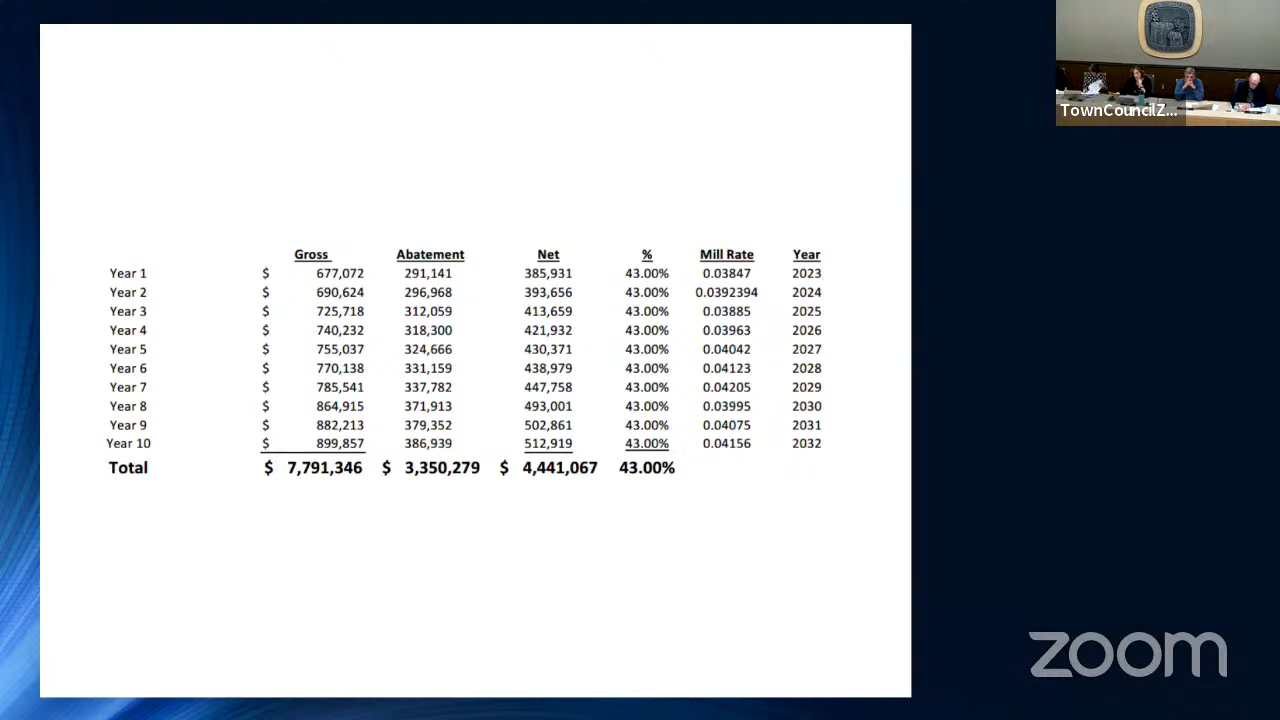 TownCouncilZ...
Gross Abatement Net % Mill Rate Year
Year 1 $ 677,072 291,141 385,931 43.00% 0.03847 2023
Year 2 $ 690,624 296,968 393,656 43.00% 0.0392394 2024
Year 3 $ 725,718 312,059 413,659 43.00% 0.03885 2025
Year 4 $ 740,232 318,300 421,932 43.00% 0.03963 2026
Year 5 $ 755,037 324,666 430,371 43.00% 0.04042 2027
Year 6 $ 770,138 331,159 438,979 43.00% 0.04123 2028
Year 7 $ 785,541 337,782 447,758 43.00% 0.04205 2029
Year 8 $ 864,915 371,913 493,001 43.00% 0.03995 2030
Year 9 $ 882,213 379,352 502,861 43.00% 0.04075 2031
Year 10 $ 899,857 386,939 512,919 43.00% 0.04156 2032
Total $ 7,791,346 $ 3,350,279 $ 4,441,067 43.00%
zoom